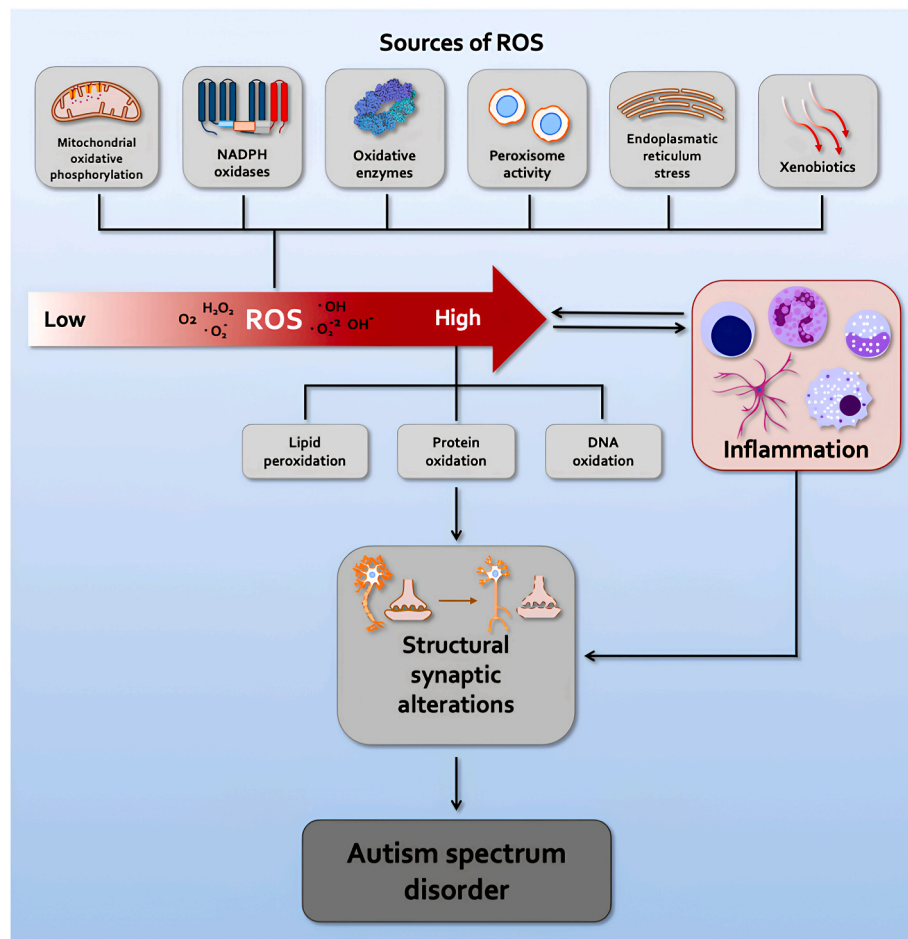 Sources of ROS
Mitochondrial
oxidative
phosphorylation
NADPH
oxidases
Oxidative
enzymes
Peroxisome
activity
Endoplasmatic
reticulum
stress
Xenobiotics
Low
O2
H₂O₂
·O₂⁻
ROS
·OH
·O₂⁻²
OH⁻
High
Lipid
peroxidation
Protein
oxidation
DNA
oxidation
Inflammation
Structural
synaptic
alterations
Autism spectrum
disorder